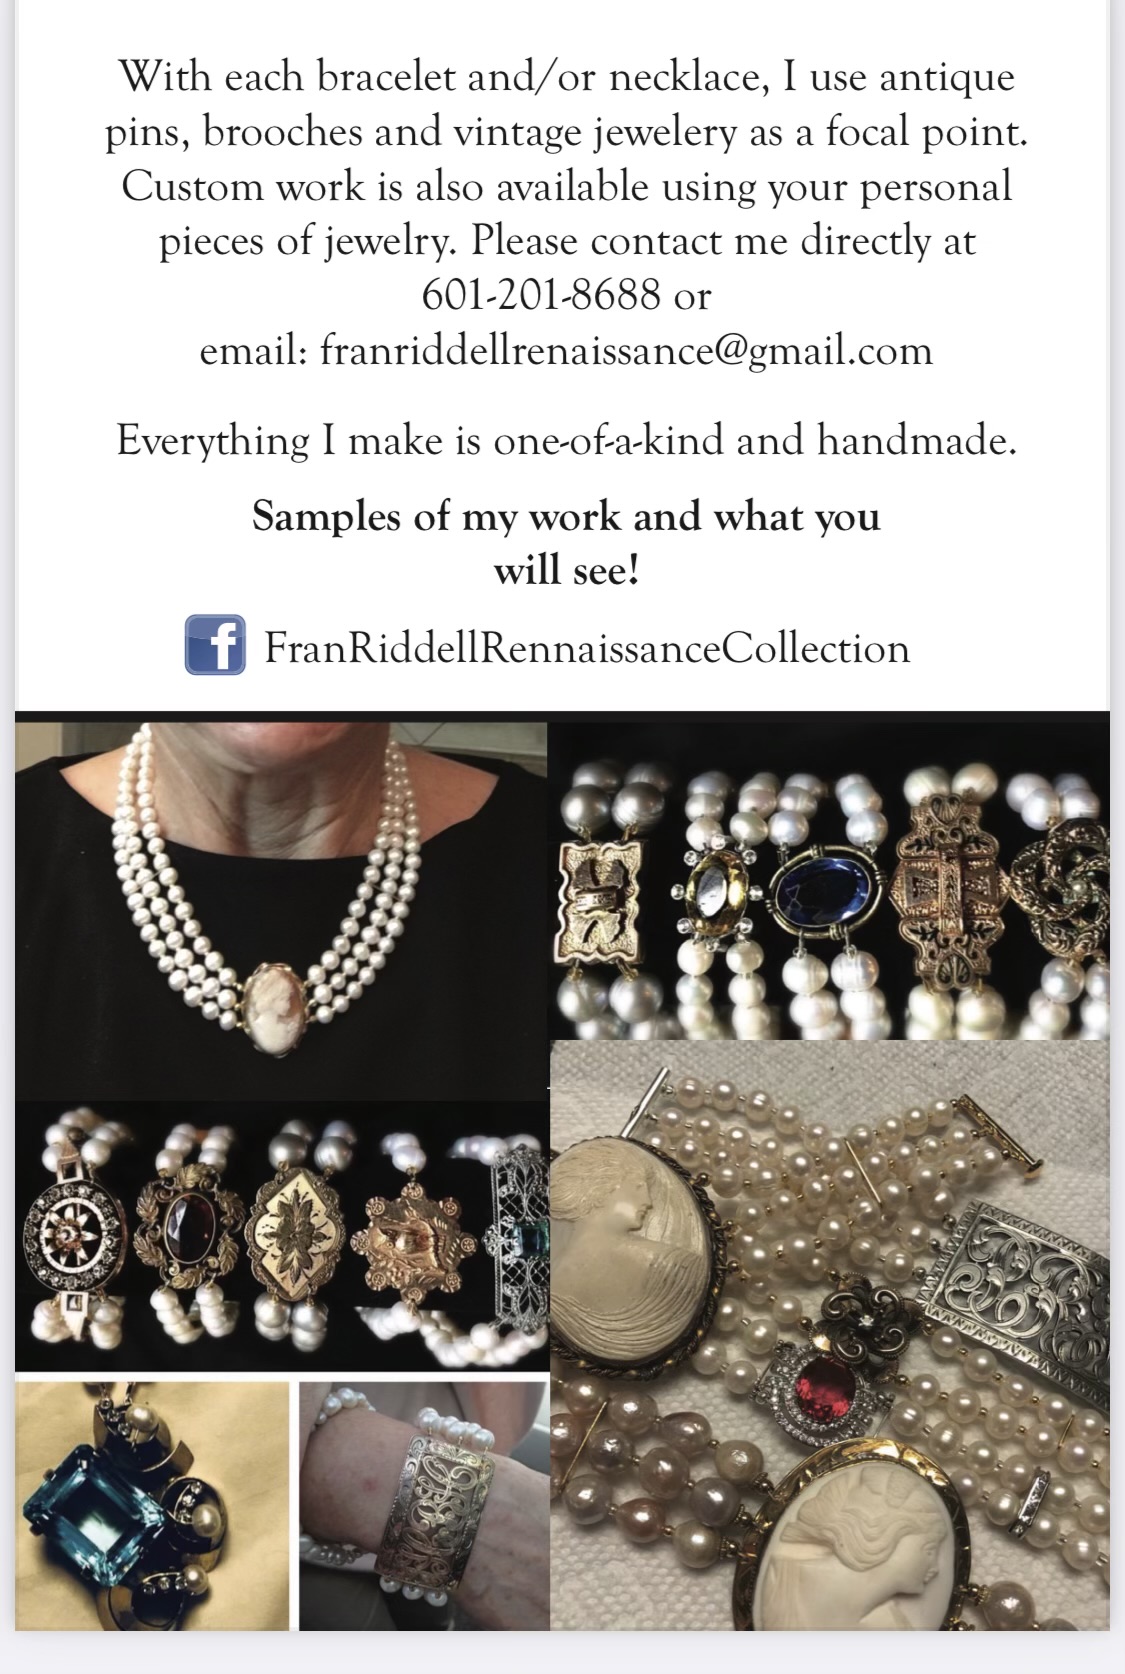 With each bracelet and/or necklace, I use antique
pins, brooches and vintage jewelery as a focal point.
Custom work is also available using your personal
pieces of jewelry. Please contact me directly at
601-201-8688 or
email: franriddellrenaissance@gmail.com
Everything I make is one-of-a-kind and handmade.
Samples of my work and what you
will see!
f FranRiddellRennaissanceCollection